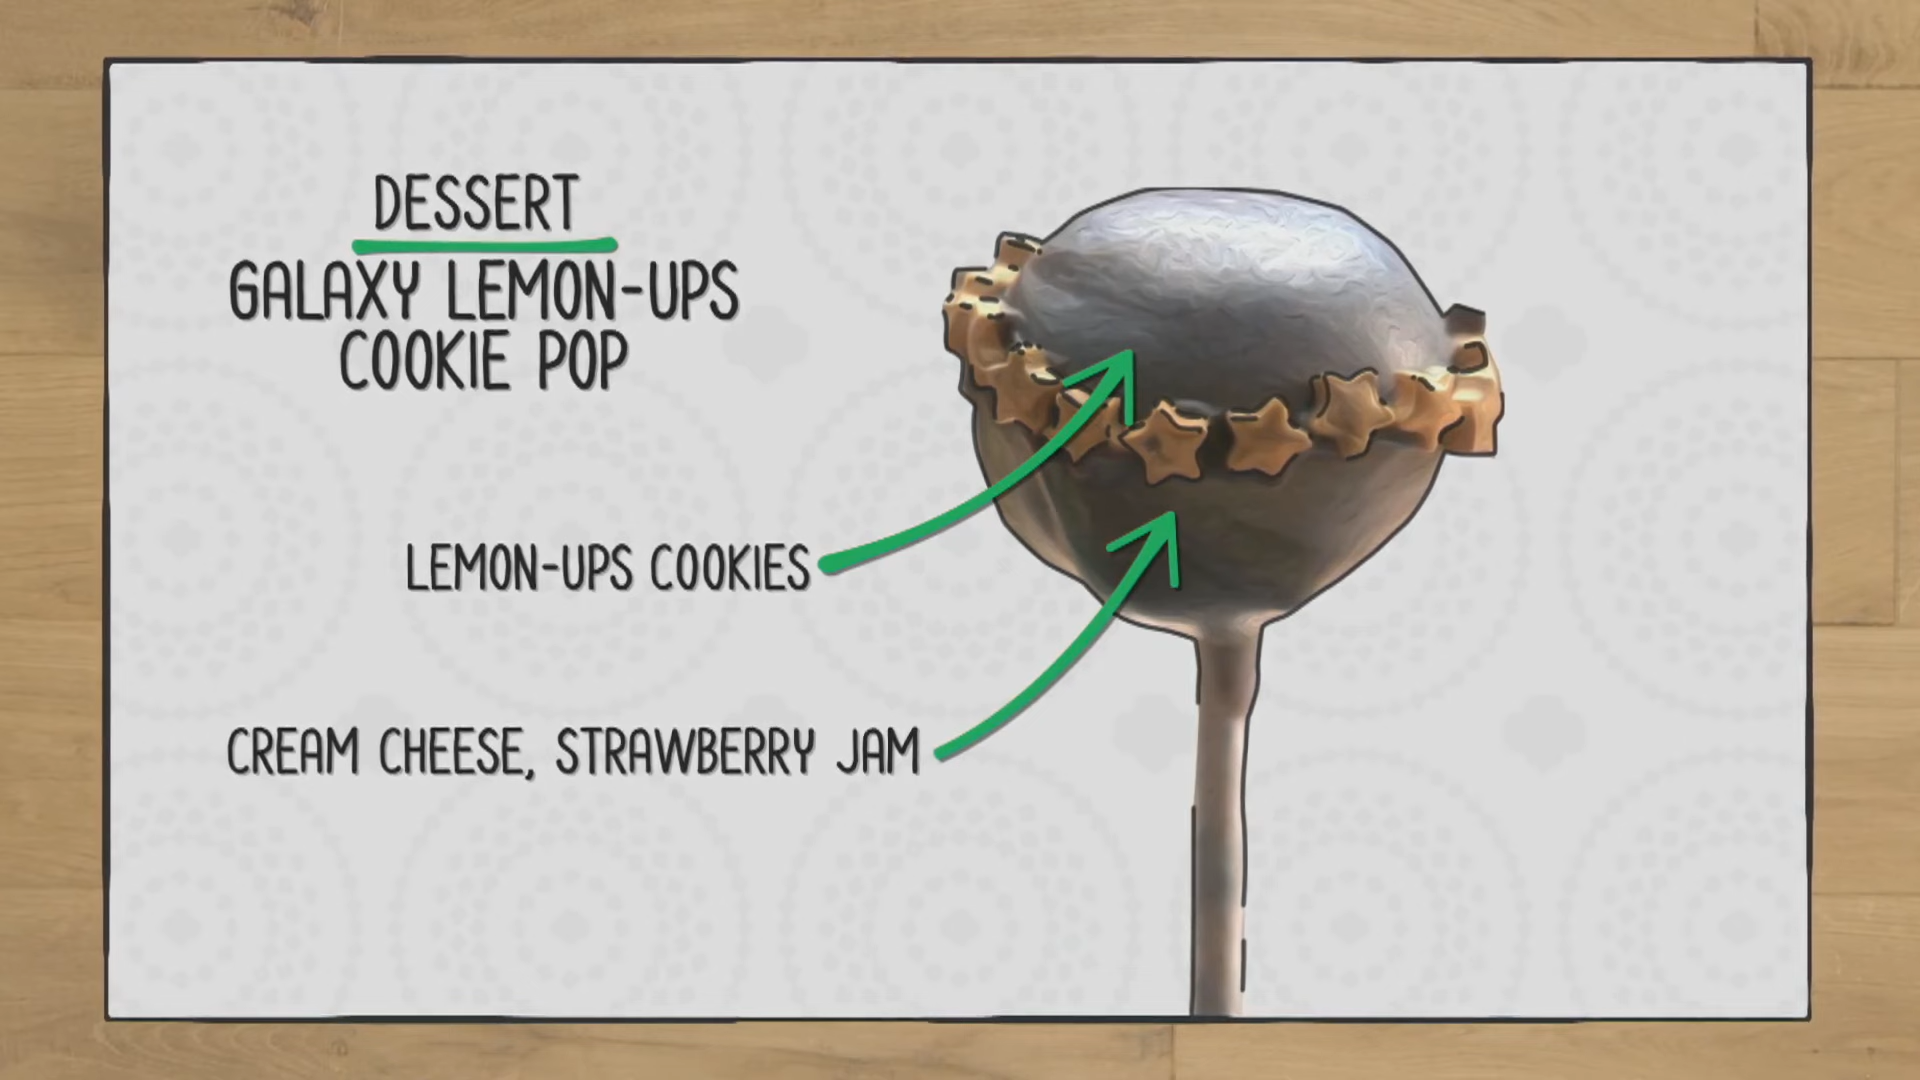 DESSERT
GALAXY LEMON-UPS
COOKIE POP
LEMON-UPS COOKIES
CREAM CHEESE, STRAWBERRY JAM